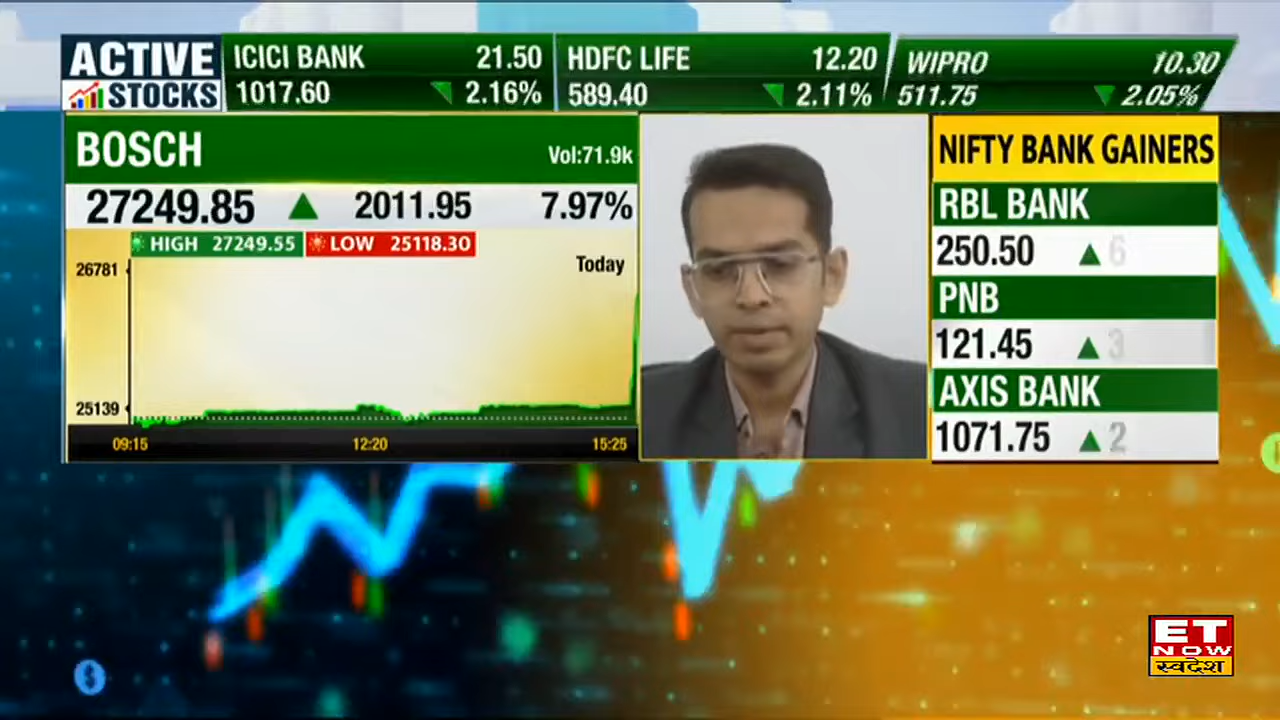 ACTIVE STOCKS
ICICI BANK 21.50
1017.60 2.16%
HDFC LIFE 12.20
589.40 2.11%
WIPRO 10.30
511.75 2.05%
BOSCH Vol:71.9k
27249.85 2011.95 7.97%
HIGH 27249.55 LOW 25118.30
Today
26781
25139
09:15 12:20 15:25
NIFTY BANK GAINERS
RBL BANK
250.50 6
PNB
121.45 3
AXIS BANK
1071.75 2
ET
NOW
स्वदेश